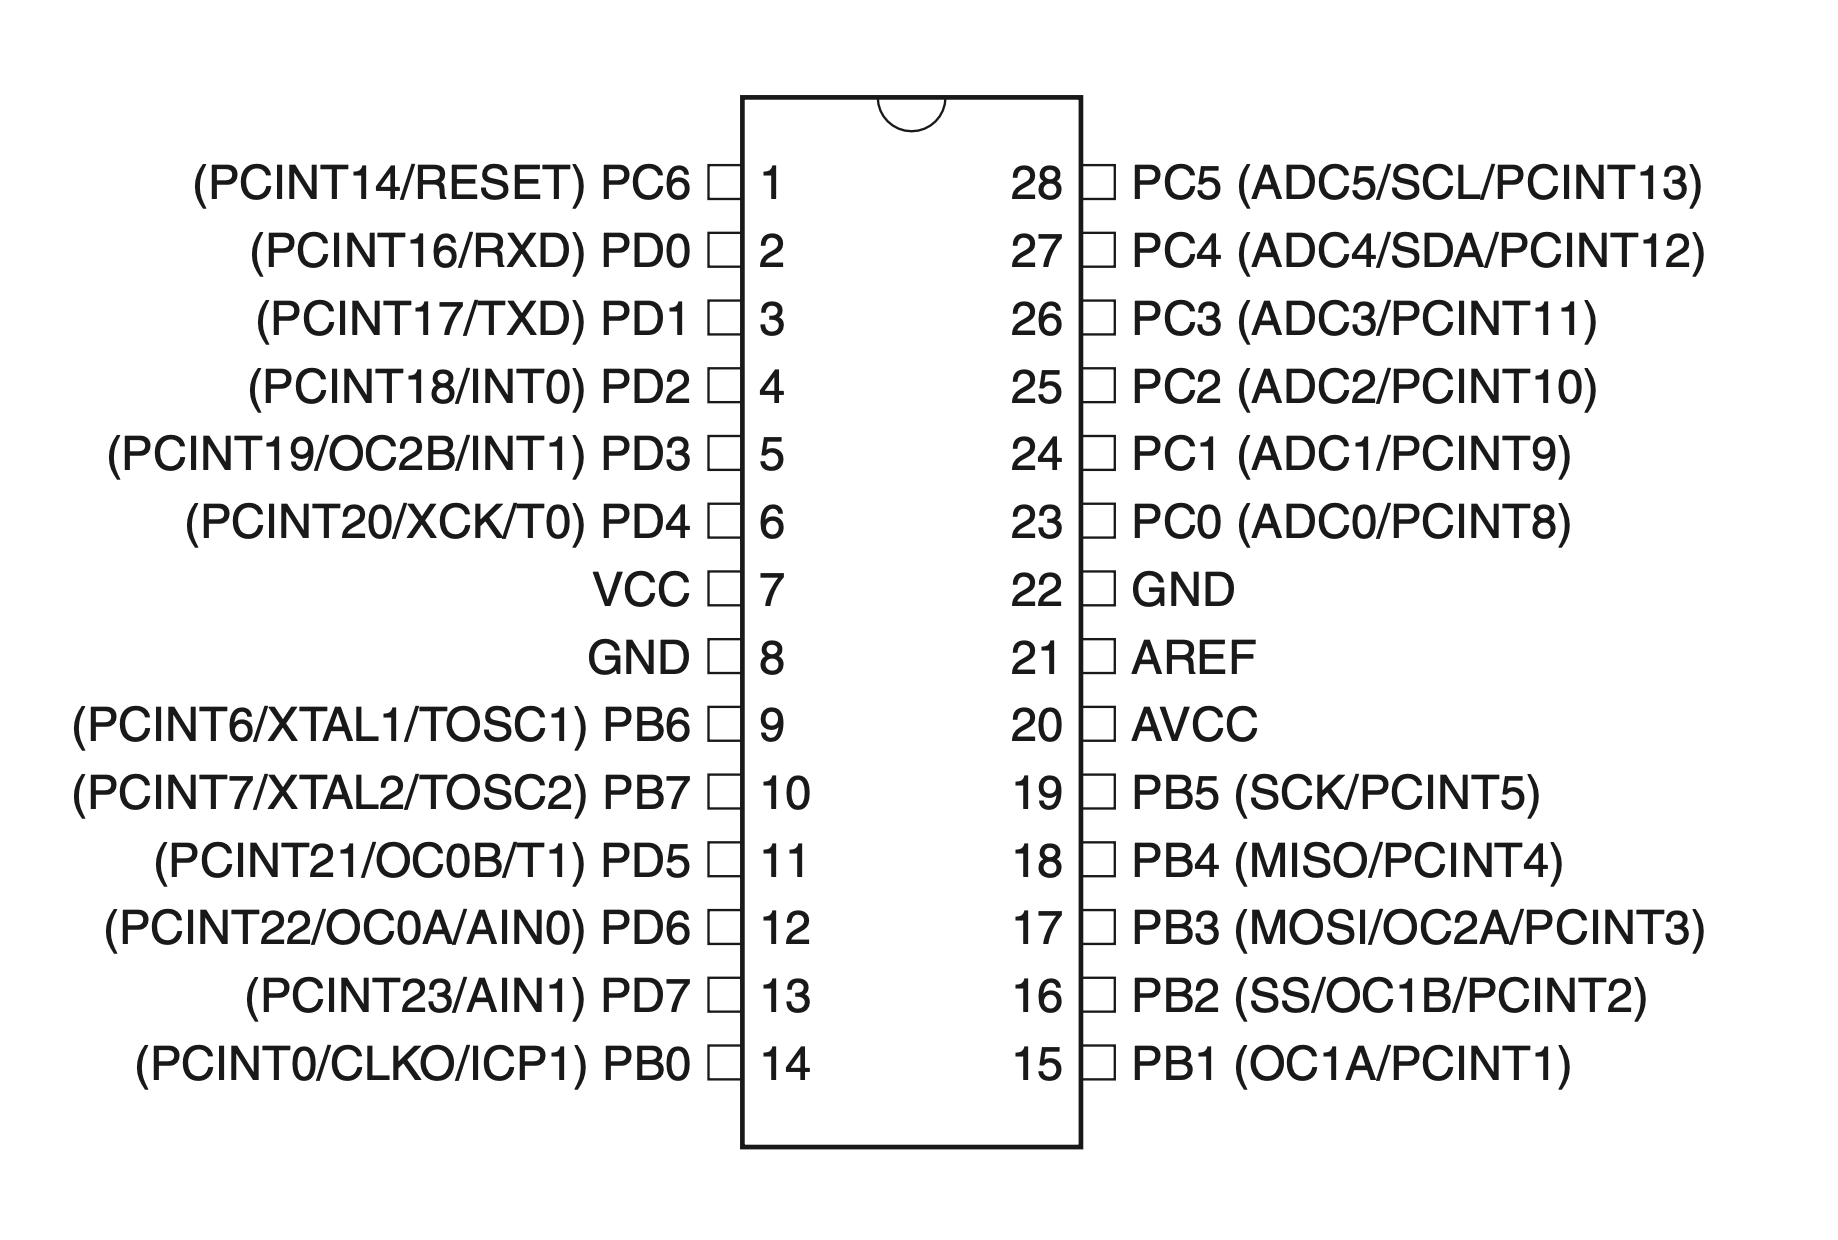 (PCINT14/RESET) PC6 1 28 PC5 (ADC5/SCL/PCINT13)
(PCINT16/RXD) PD0 2 27 PC4 (ADC4/SDA/PCINT12)
(PCINT17/TXD) PD1 3 26 PC3 (ADC3/PCINT11)
(PCINT18/INT0) PD2 4 25 PC2 (ADC2/PCINT10)
(PCINT19/OC2B/INT1) PD3 5 24 PC1 (ADC1/PCINT9)
(PCINT20/XCK/T0) PD4 6 23 PC0 (ADC0/PCINT8)
VCC 7 22 GND
GND 8 21 AREF
(PCINT6/XTAL1/TOSC1) PB6 9 20 AVCC
(PCINT7/XTAL2/TOSC2) PB7 10 19 PB5 (SCK/PCINT5)
(PCINT21/OC0B/T1) PD5 11 18 PB4 (MISO/PCINT4)
(PCINT22/OC0A/AIN0) PD6 12 17 PB3 (MOSI/OC2A/PCINT3)
(PCINT23/AIN1) PD7 13 16 PB2 (SS/OC1B/PCINT2)
(PCINT0/CLKO/ICP1) PB0 14 15 PB1 (OC1A/PCINT1)